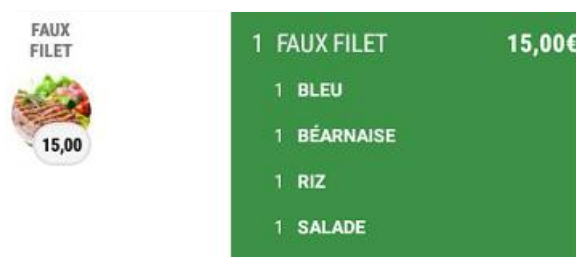 FAUX
FILET
15,00
1 FAUX FILET 15,00€
1 BLEU
1 BÉARNAISE
1 RIZ
1 SALADE